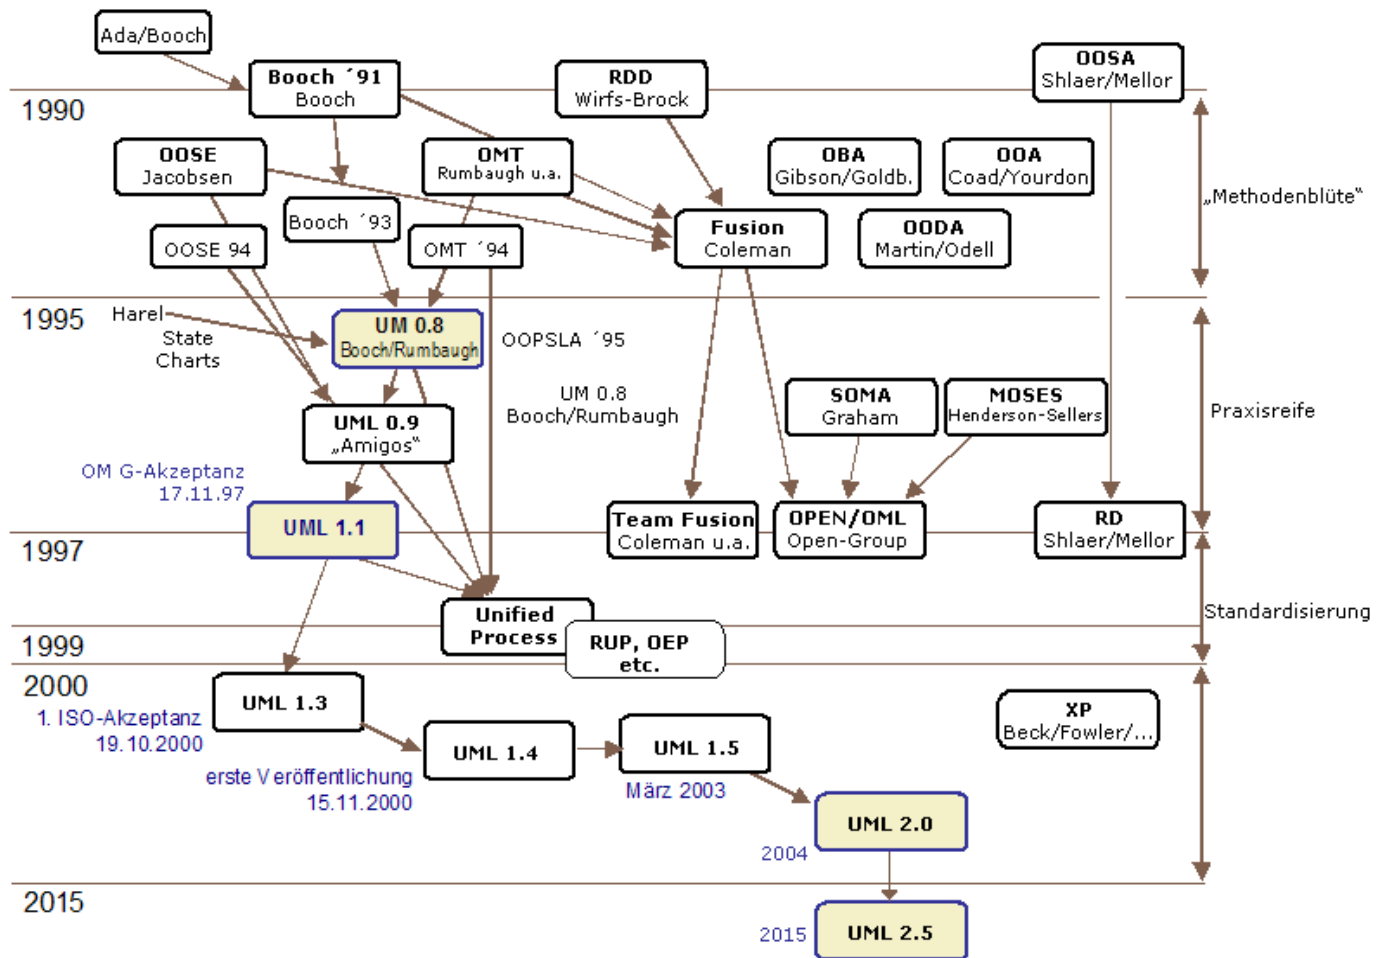 Ada/Booch
Booch ´91
Booch
RDD
Wirfs-Brock
OOSA
Shlaer/Mellor
1990
OOSE
Jacobsen
OMT
Rumbaugh u.a.
OBA
Gibson/Goldb.
OOA
Coad/Yourdon
„Methodenblüte“
Booch ´93
Fusion
Coleman
OODA
Martin/Odell
OOSE 94
OMT ´94
1995
Harel
State
Charts
UM 0.8
Booch/Rumbaugh
OOPSLA ´95
UM 0.8
Booch/Rumbaugh
SOMA
Graham
MOSES
Henderson-Sellers
Praxisreife
UML 0.9
„Amigos“
OM G-Akzeptanz
17.11.97
UML 1.1
Team Fusion
Coleman u.a.
OPEN/OML
Open-Group
RD
Shlaer/Mellor
1997
Unified
Process
Standardisierung
1999
RUP, OEP
etc.
2000
UML 1.3
1. ISO-Akzeptanz
19.10.2000
UML 1.4
UML 1.5
XP
Beck/Fowler/...
erste Veröffentlichung
15.11.2000
März 2003
UML 2.0
2004
2015
UML 2.5
2015